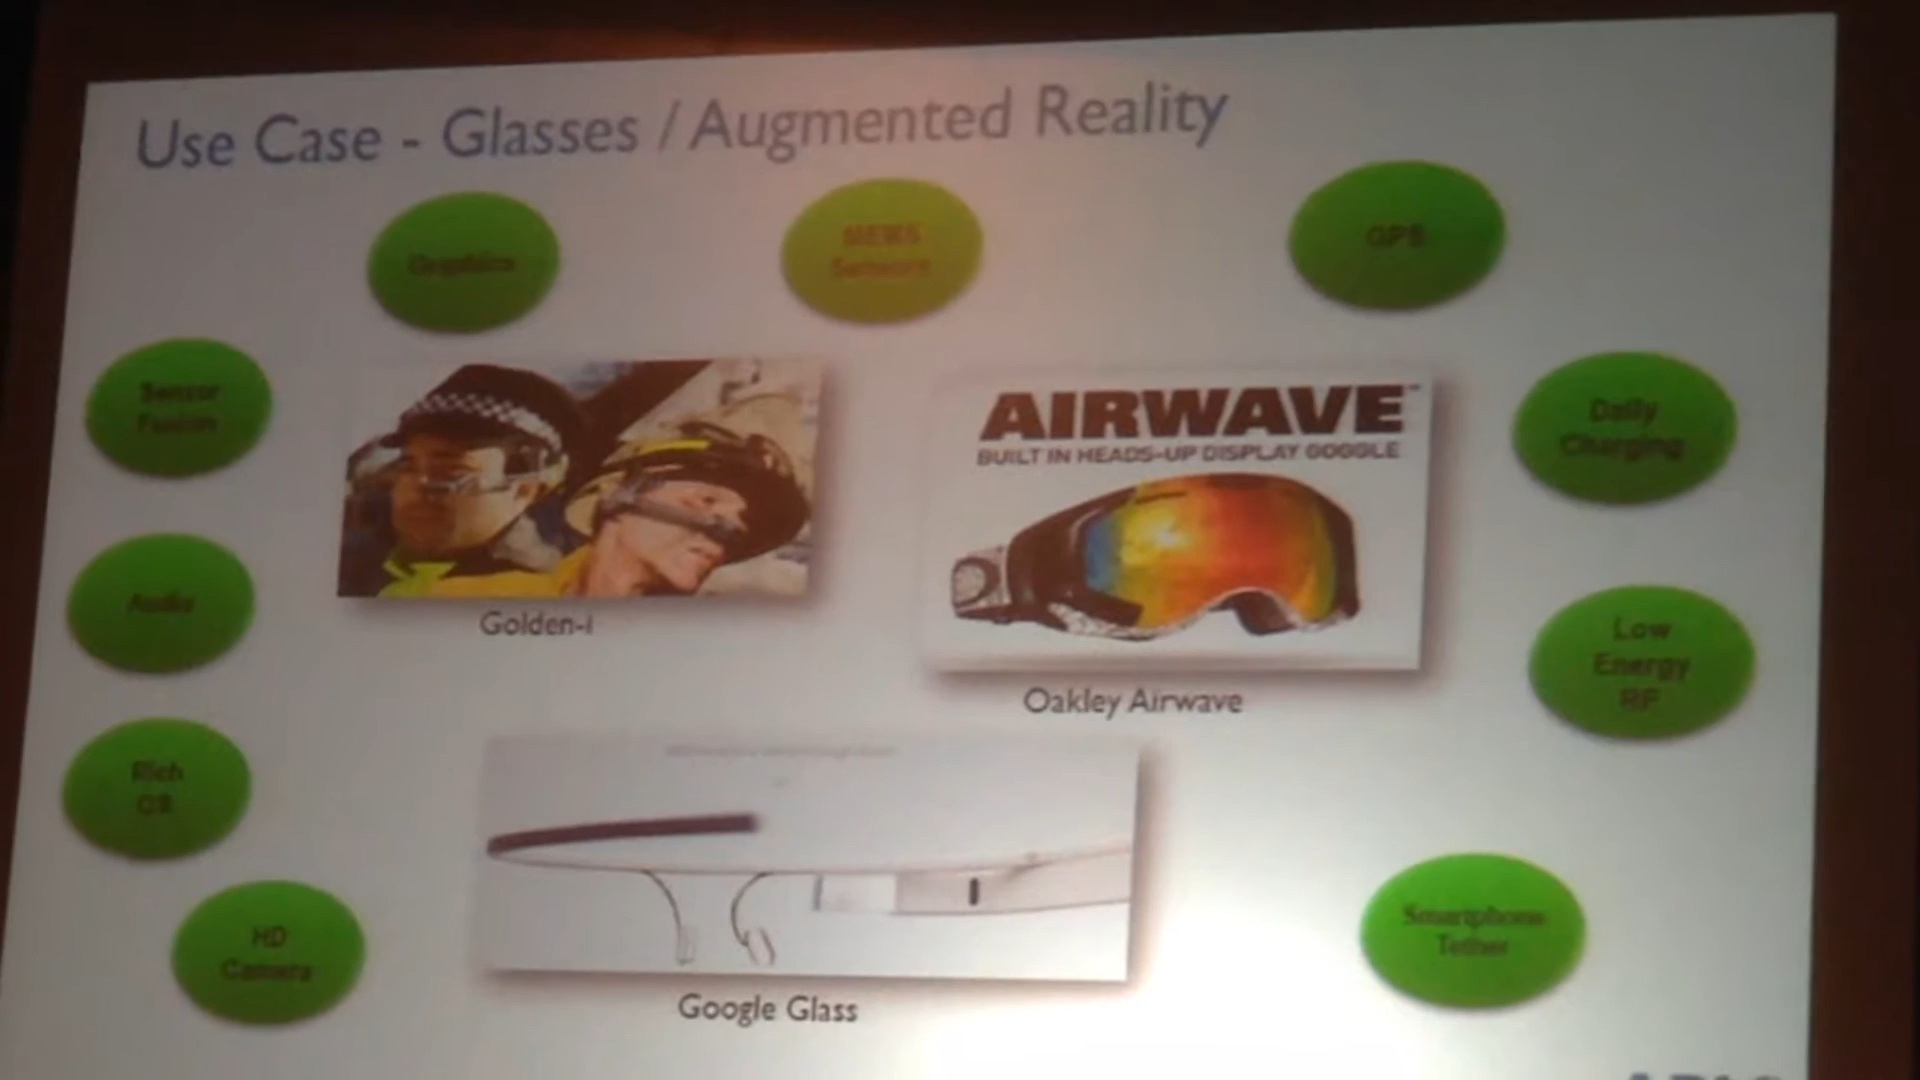 Use Case - Glasses / Augmented Reality
Graphics
MEMS
Sensors
GPS
Sensor
Fusion
AIRWAVE™
BUILT IN HEADS-UP DISPLAY GOGGLE
Daily
Charging
Audio
Golden-i
Low
Energy
RF
Oakley Airwave
Rich
OS
HD
Camera
Smartphone
Tether
Google Glass